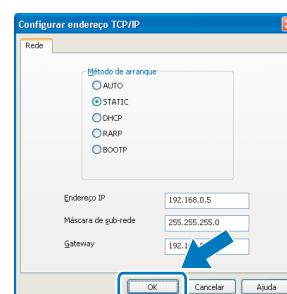 Configurar endereço TCP/IP
Rede
Método de arranque
AUTO
STATIC
DHCP
RARP
BOOTP
Endereço IP 192.168.0.5
Máscara de sub-rede 255.255.255.0
Gateway
OK Cancelar Ajuda